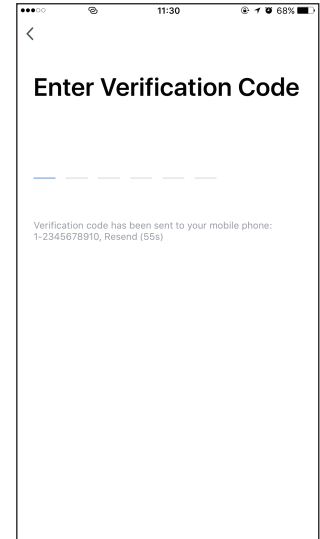 11:30 68%
Enter Verification Code
Verification code has been sent to your mobile phone:
1-2345678910, Resend (55s)